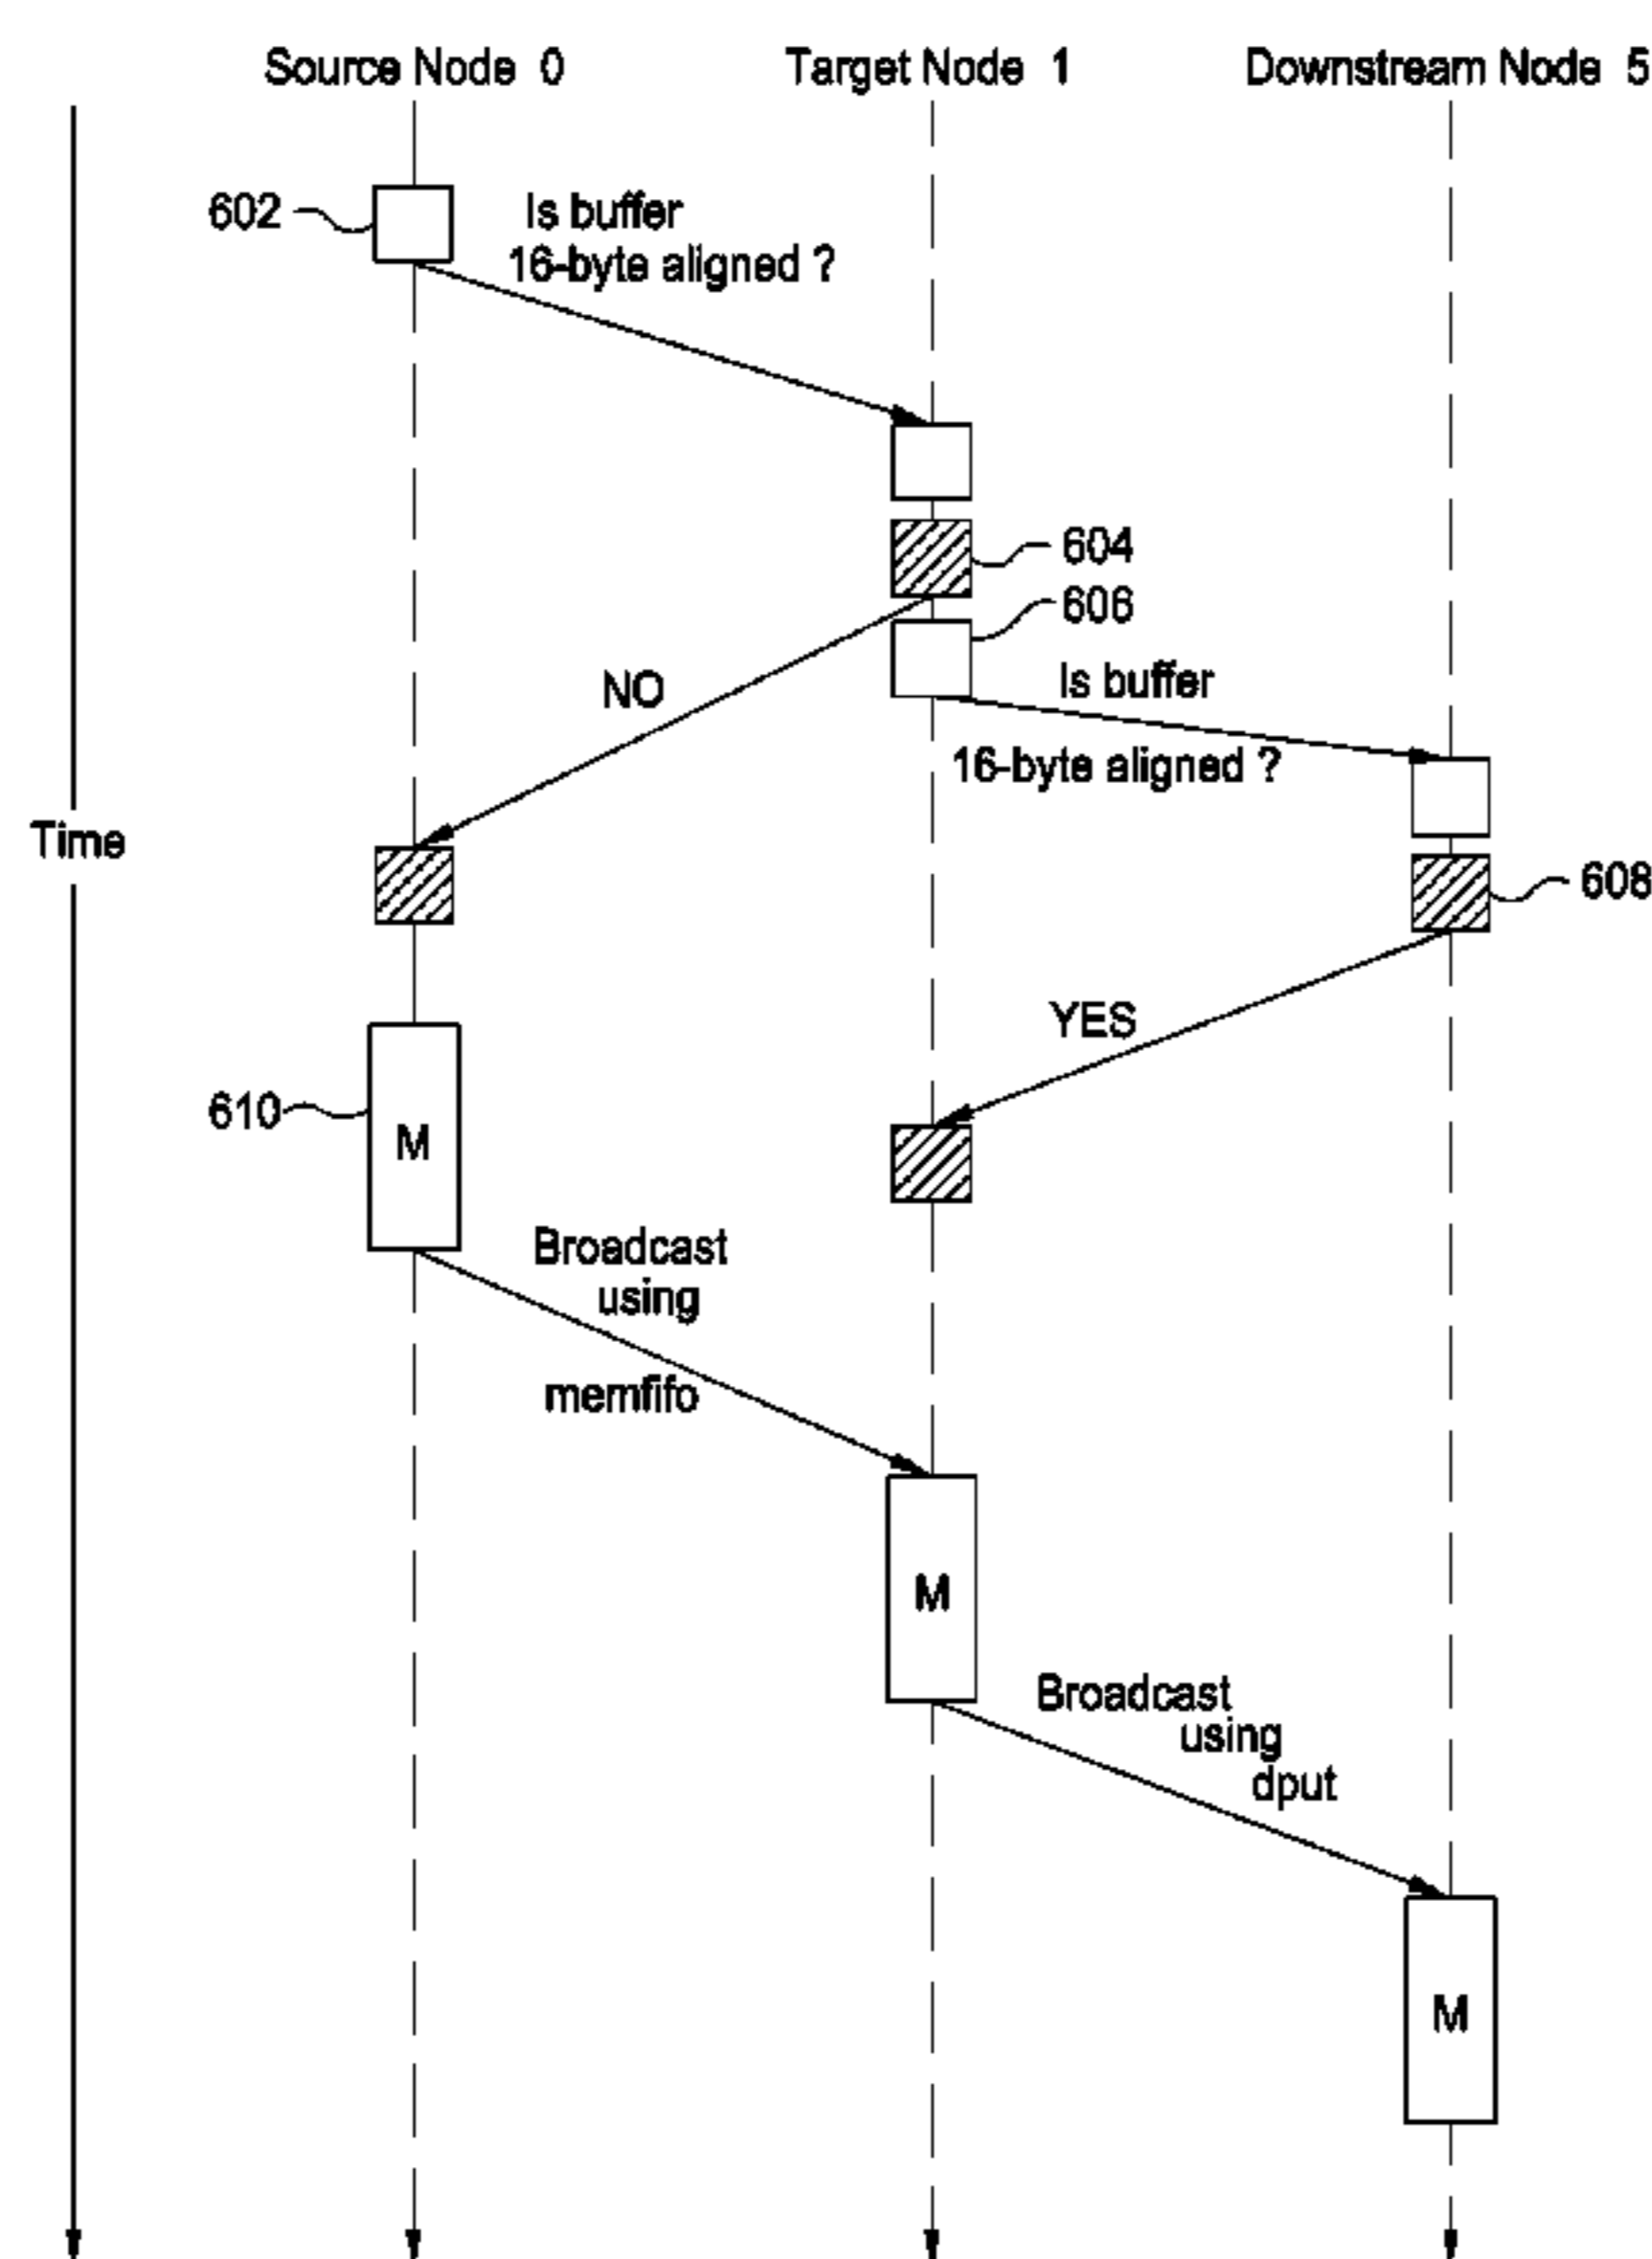 Source Node 0
Target Node 1
Downstream Node 5
602
Is buffer
16-byte aligned ?
604
606
NO
Is buffer
16-byte aligned ?
Time
608
YES
610
M
Broadcast
using
memfifo
M
Broadcast
using
dput
M